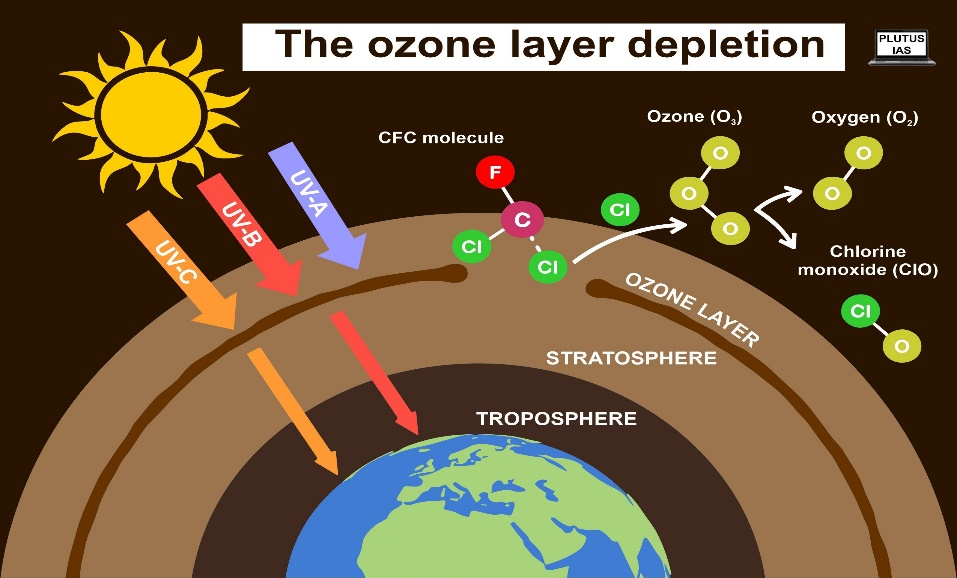 The ozone layer depletion
PLUTUS
IAS
CFC molecule
Ozone (O₃)
Oxygen (O₂)
UV-A
UV-B
UV-C
F
C
Cl
Cl
Cl
O
O
O
O
O
Chlorine
monoxide (ClO)
Cl
O
OZONE LAYER
STRATOSPHERE
TROPOSPHERE